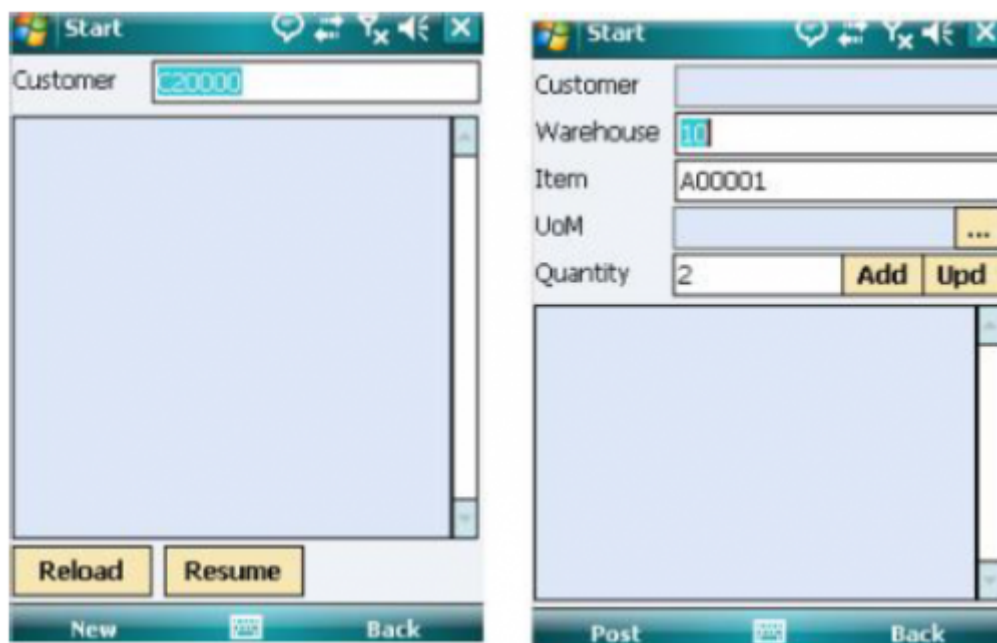 Start
Customer C20000
Reload Resume
New Back
Start
Customer
Warehouse 10
Item A00001
UoM ...
Quantity 2 Add Upd
Post Back